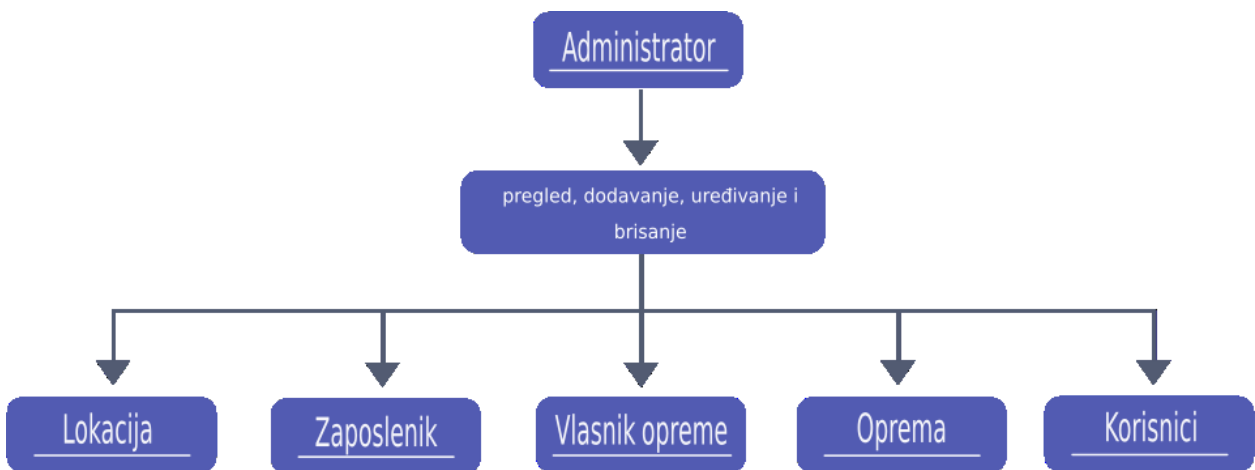 Administrator
pregled, dodavanje, uređivanje i
brisanje
Lokacija
Zaposlenik
Vlasnik opreme
Oprema
Korisnici